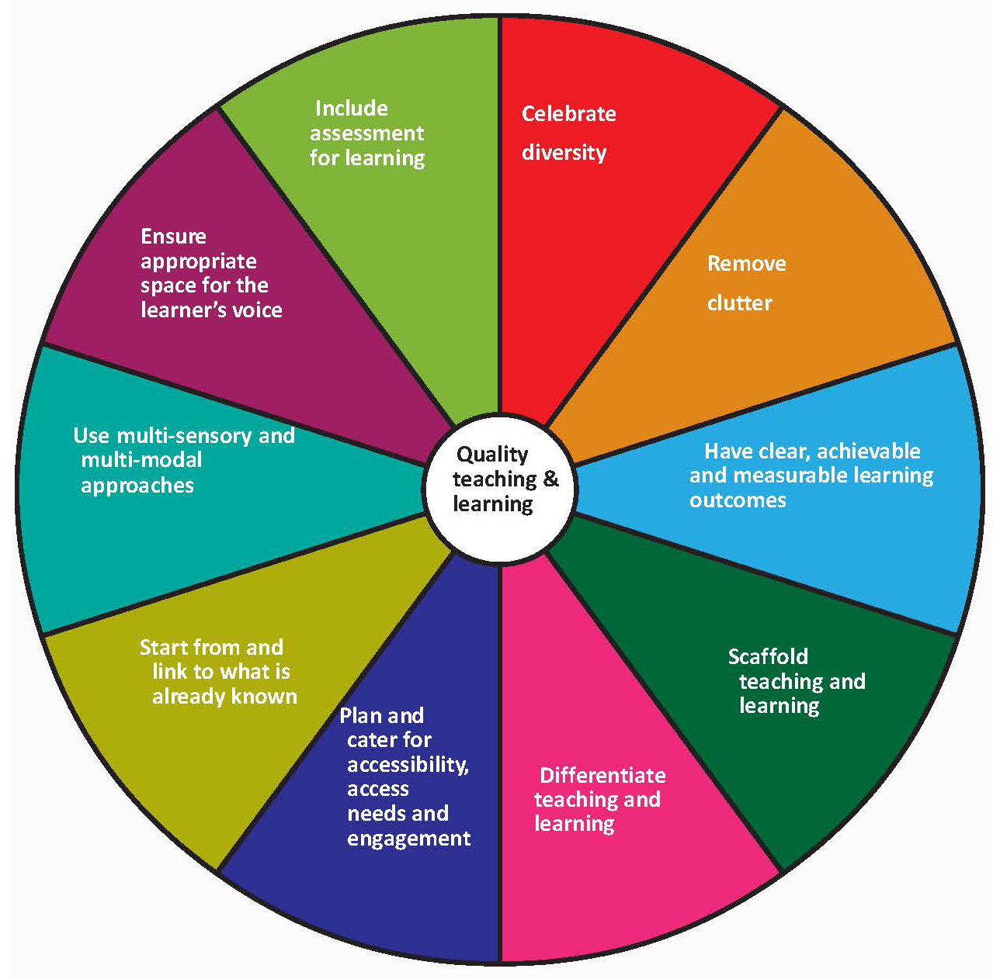 Include
assessment
for learning
Celebrate
diversity
Remove
clutter
Have clear, achievable
and measurable learning
outcomes
Scaffold
teaching and
learning
Differentiate
teaching and
learning
Plan and
cater for
accessibility,
access
needs and
engagement
Start from and
link to what is
already known
Use multi-sensory and
multi-modal
approaches
Ensure
appropriate
space for the
learner’s voice
Quality
teaching &
learning